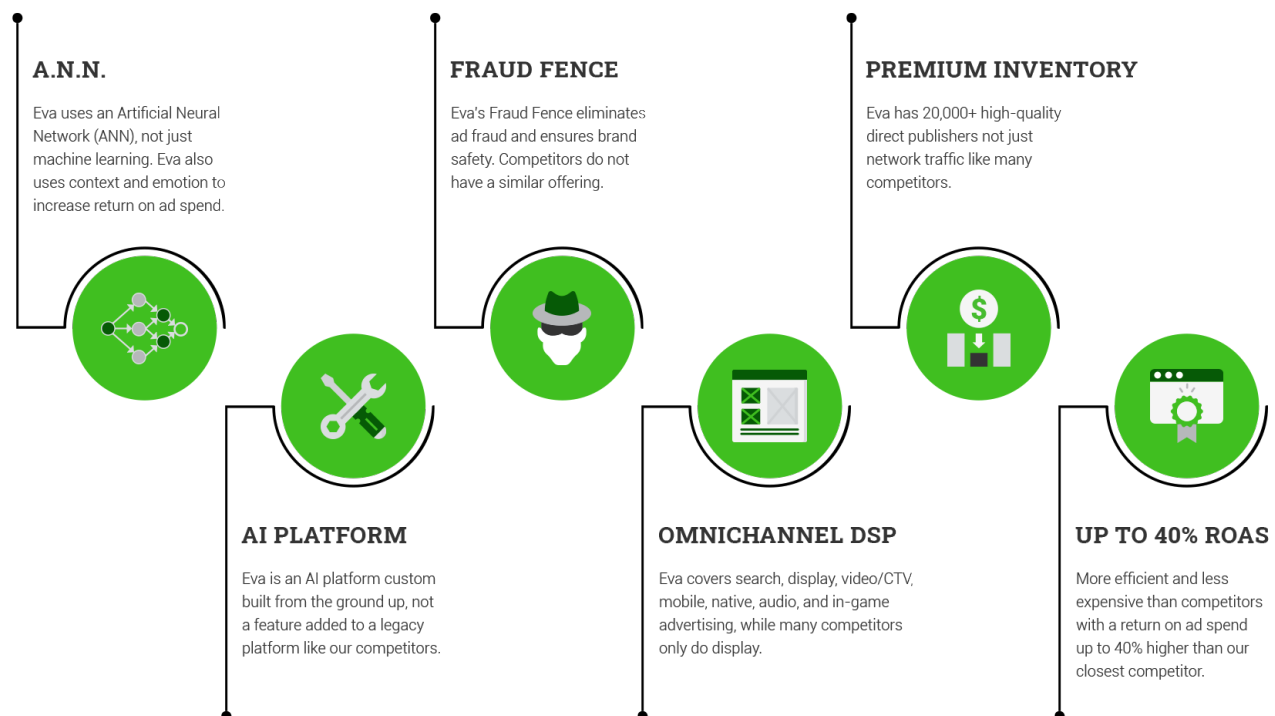 A.N.N.
Eva uses an Artificial Neural
Network (ANN), not just
machine learning. Eva also
uses context and emotion to
increase return on ad spend.
AI PLATFORM
Eva is an AI platform custom
built from the ground up, not
a feature added to a legacy
platform like our competitors.
FRAUD FENCE
Eva's Fraud Fence eliminates
ad fraud and ensures brand
safety. Competitors do not
have a similar offering.
OMNICHANNEL DSP
Eva covers search, display, video/CTV,
mobile, native, audio, and in-game
advertising, while many competitors
only do display.
PREMIUM INVENTORY
Eva has 20,000+ high-quality
direct publishers not just
network traffic like many
competitors.
$
UP TO 40% ROAS
More efficient and less
expensive than competitors
with a return on ad spend
up to 40% higher than our
closest competitor.